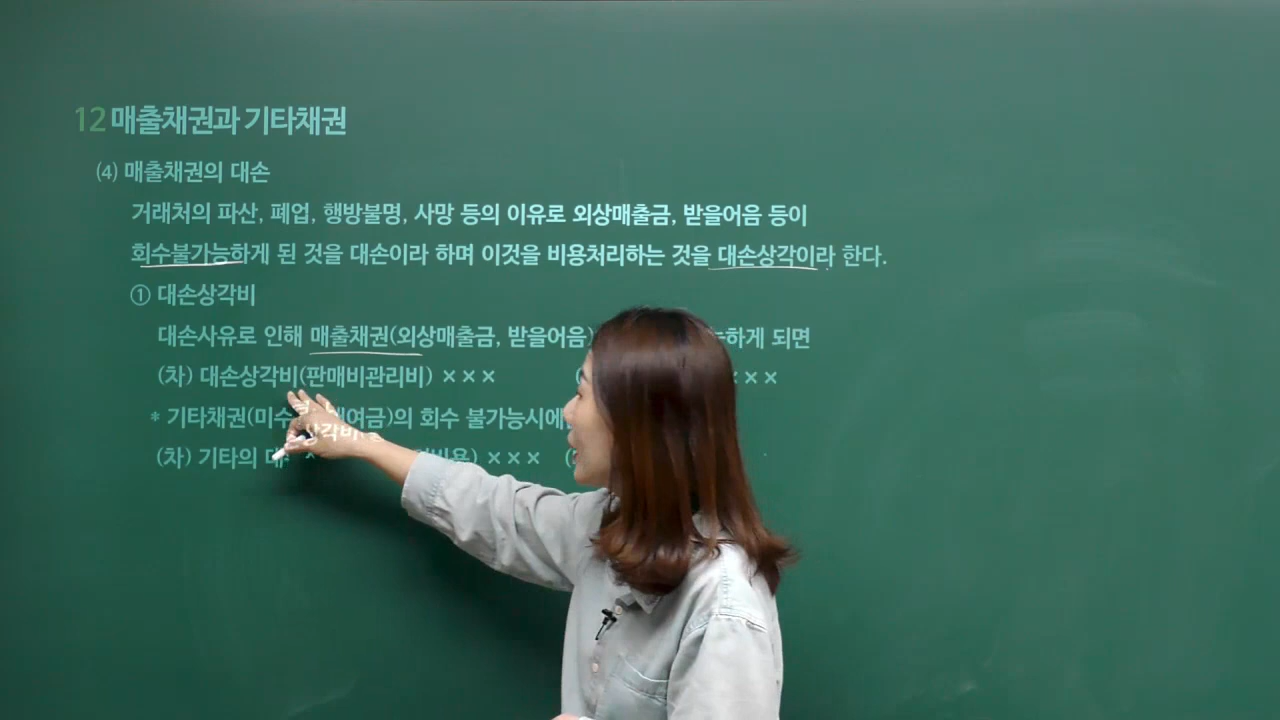 12 매출채권과 기타채권
(4) 매출채권의 대손
거래처의 파산, 폐업, 행방불명, 사망 등의 이유로 외상매출금, 받을어음 등이
회수불가능하게 된 것을 대손이라 하며 이것을 비용처리하는 것을 대손상각이라 한다.
① 대손상각비
대손사유로 인해 매출채권(외상매출금, 받을어음) 하게 되면
(차) 대손상각비(판매비관리비) ××× ××
* 기타채권(미수 여금)의 회수 불가능시에
(차) 기타의 ×××